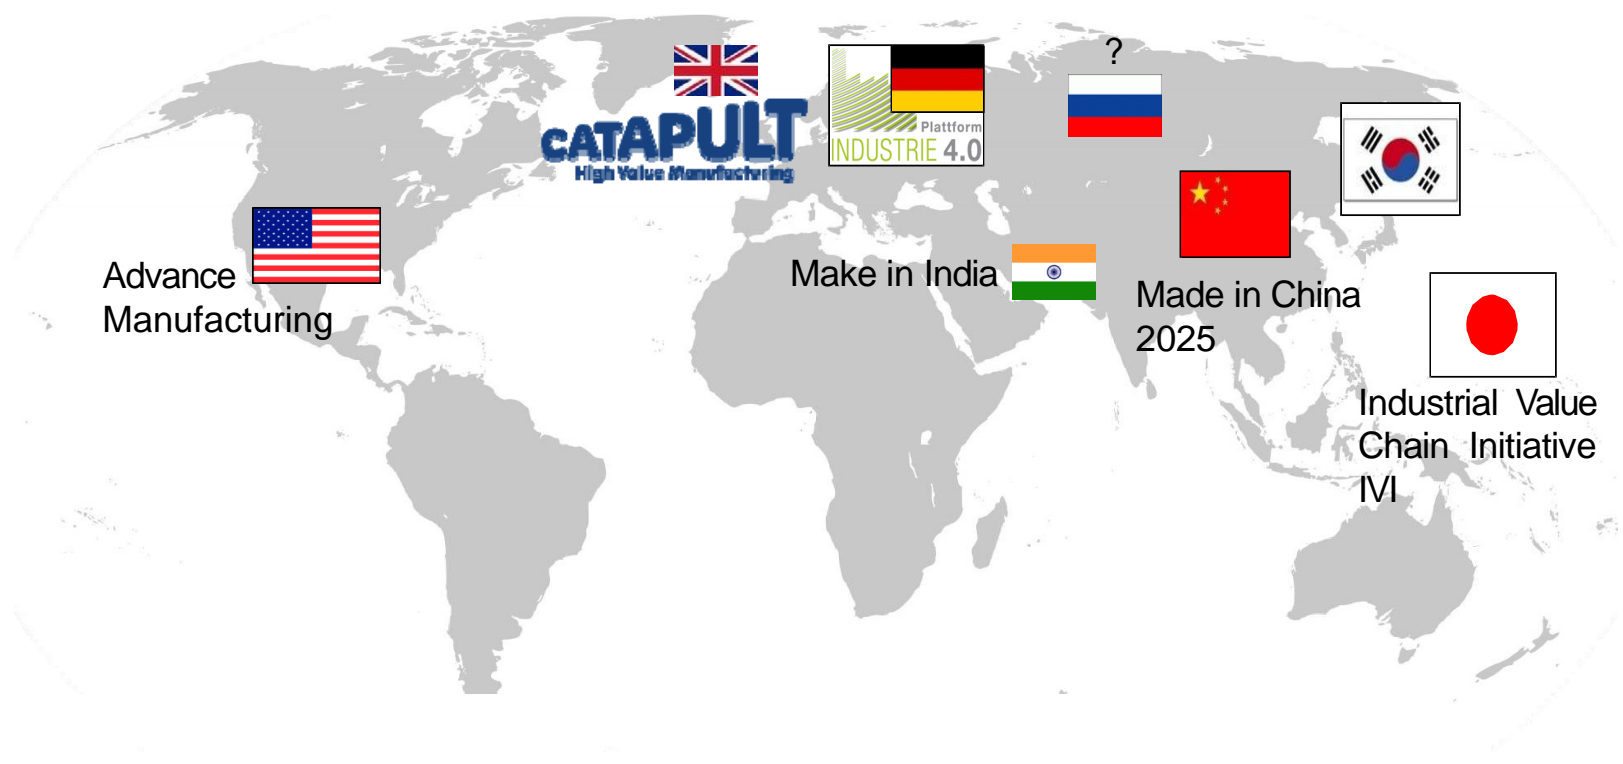 ?
CATAPULT
High Value Manufacturing
Plattform
INDUSTRIE 4.0
Advance
Manufacturing
Make in India
Made in China
2025
Industrial Value
Chain Initiative
IVI